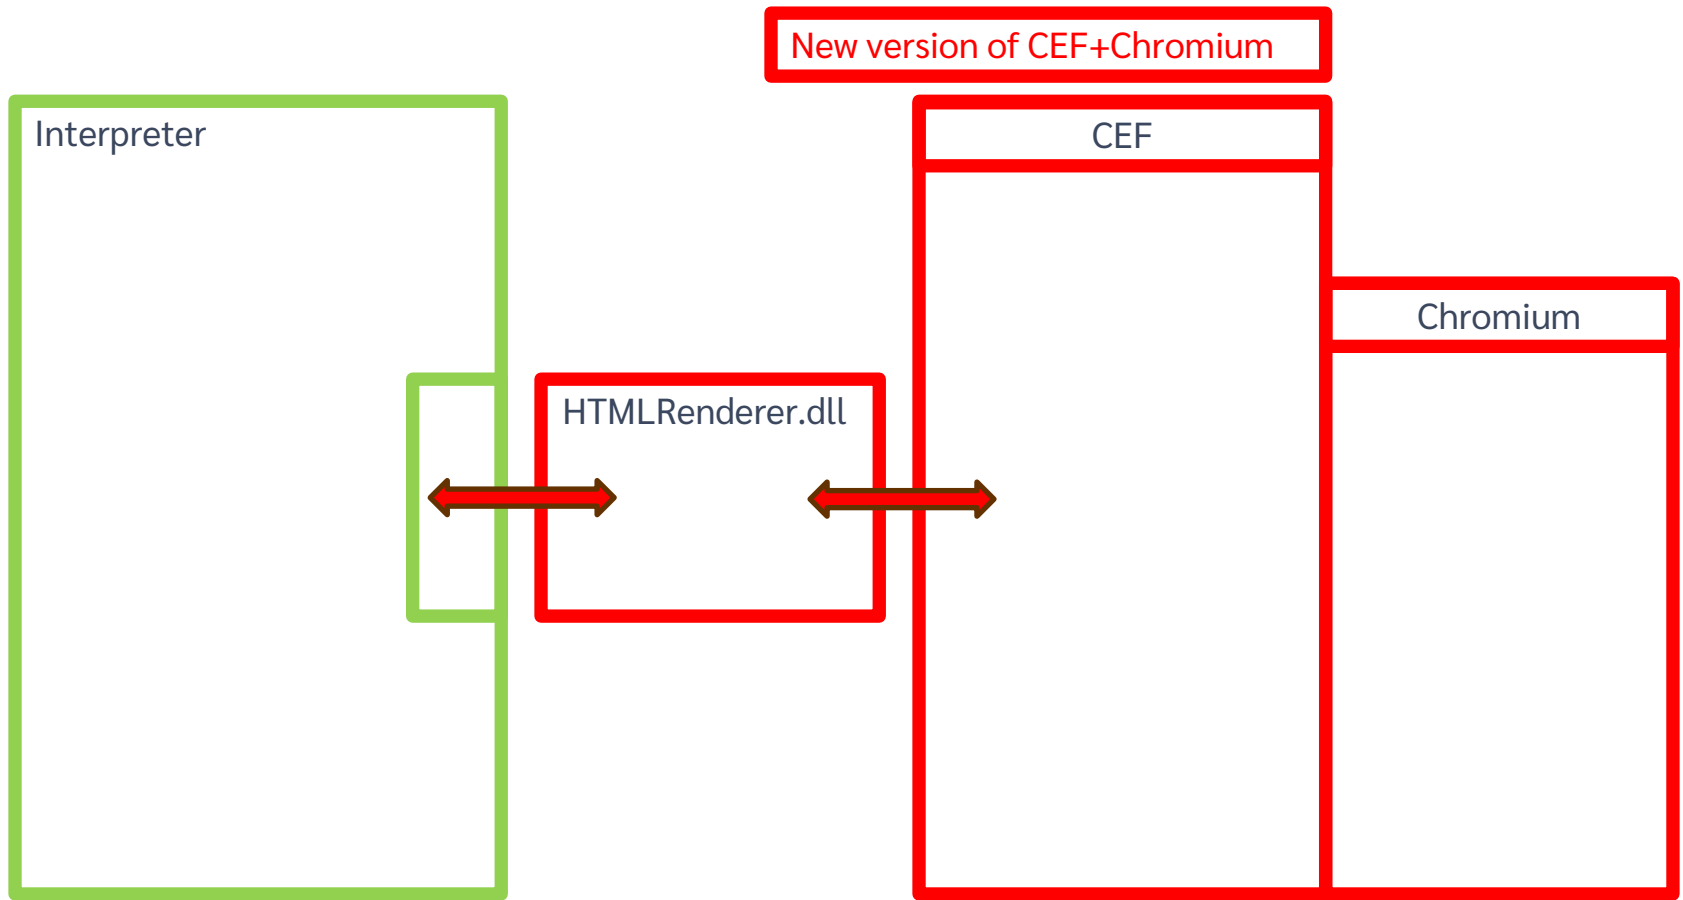 New version of CEF+Chromium
Interpreter
CEF
Chromium
HTMLRenderer.dll